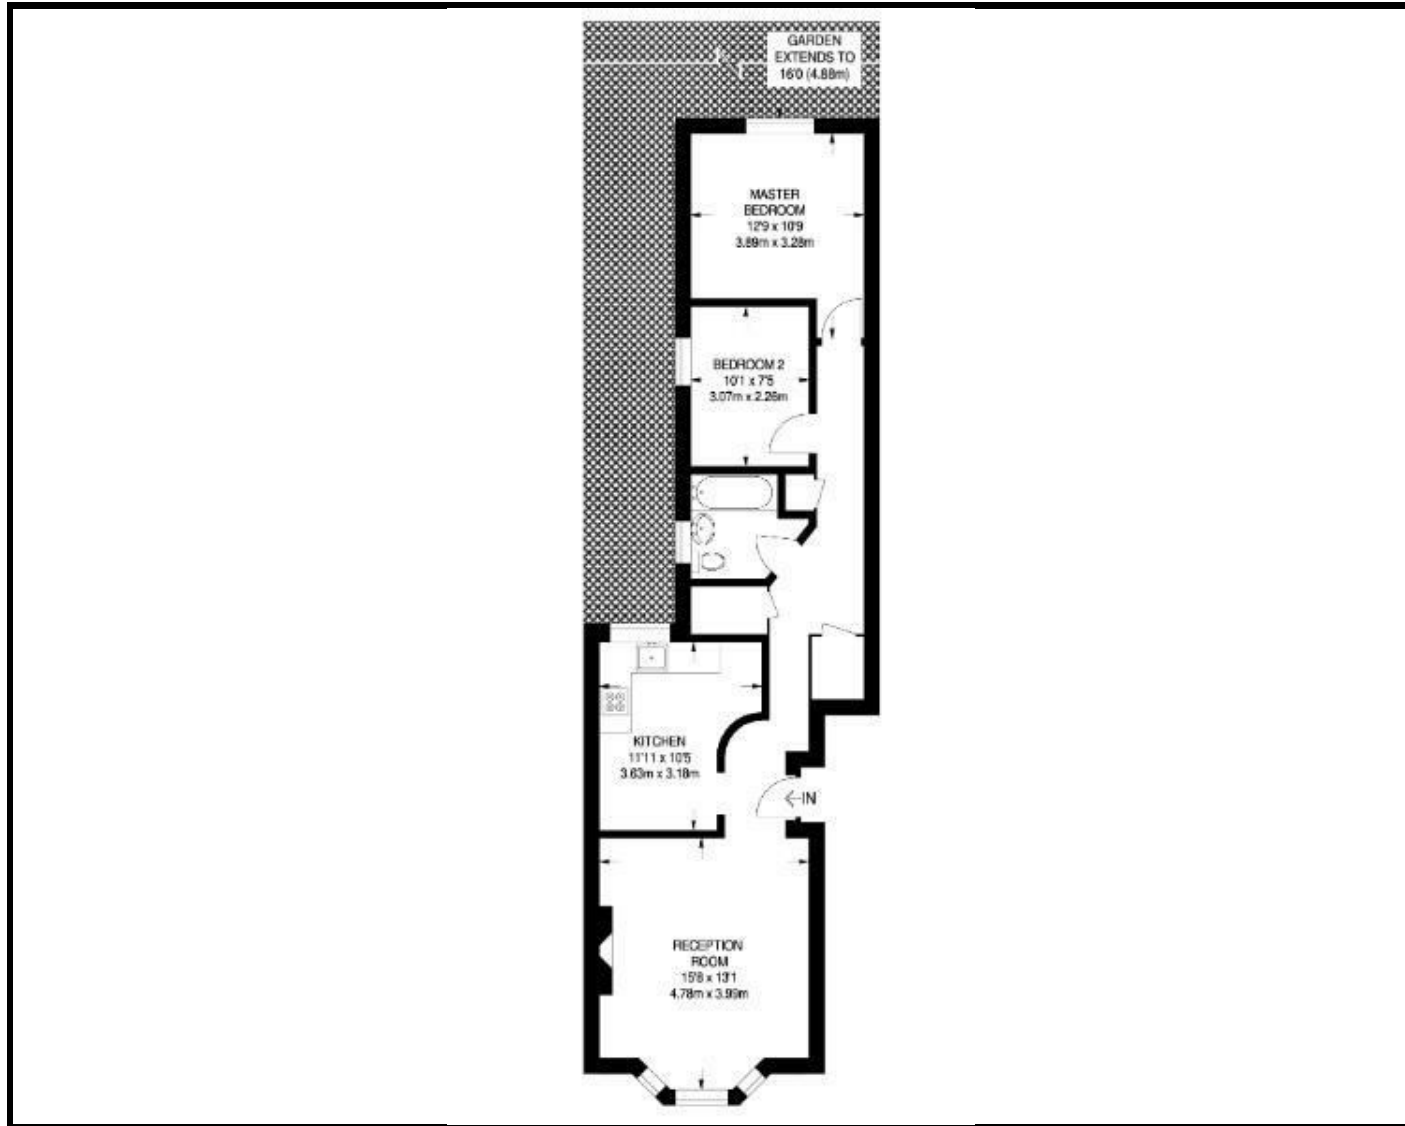 GARDEN
EXTENDS TO
16'0 (4.88m)
MASTER
BEDROOM
12'9 x 10'9
3.89m x 3.28m
BEDROOM 2
10'1 x 7'5
3.07m x 2.26m
KITCHEN
11'11 x 10'5
3.63m x 3.18m
IN
RECEPTION
ROOM
15'8 x 13'1
4.78m x 3.99m